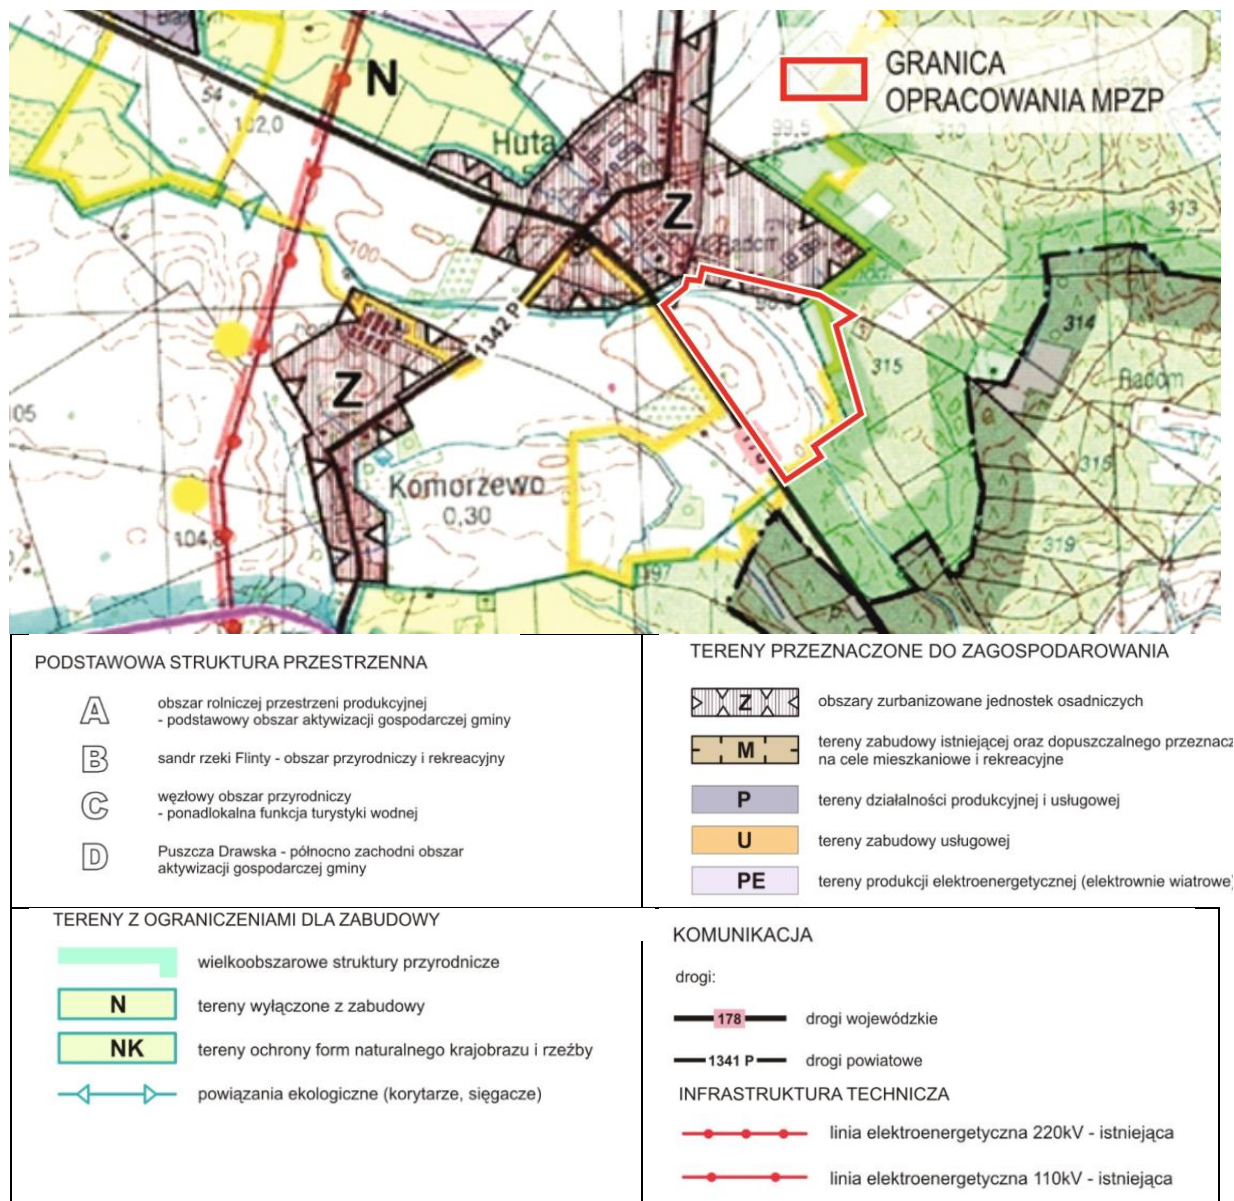 GRANICA
OPRACOWANIA MPZP
54
102,0
N
Huta
99,5
313
Z
Radom
100
1342 P
314
315
Radom
Z
105
Komorzewo
0,30
315
104,8
319
997
PODSTAWOWA STRUKTURA PRZESTRZENNA
A
obszar rolniczej przestrzeni produkcyjnej
- podstawowy obszar aktywizacji gospodarczej gminy
B
sandr rzeki Flinty - obszar przyrodniczy i rekreacyjny
C
węzłowy obszar przyrodniczy
- ponadlokalna funkcja turystyki wodnej
D
Puszcza Drawska - północno zachodni obszar
aktywizacji gospodarczej gminy
TERENY PRZEZNACZONE DO ZAGOSPODAROWANIA
Z
obszary zurbanizowane jednostek osadniczych
M
tereny zabudowy istniejącej oraz dopuszczalnego przeznacz
na cele mieszkaniowe i rekreacyjne
P
tereny działalności produkcyjnej i usługowej
U
tereny zabudowy usługowej
PE
tereny produkcji elektroenergetycznej (elektrownie wiatrowe)
TERENY Z OGRANICZENIAMI DLA ZABUDOWY
wielkoobszarowe struktury przyrodnicze
N
tereny wyłączone z zabudowy
NK
tereny ochrony form naturalnego krajobrazu i rzeźby
powiązania ekologiczne (korytarze, sięgacze)
KOMUNIKACJA
drogi:
178
drogi wojewódzkie
1341 P
drogi powiatowe
INFRASTRUKTURA TECHNICZA
linia elektroenergetyczna 220kV - istniejąca
linia elektroenergetyczna 110kV - istniejąca